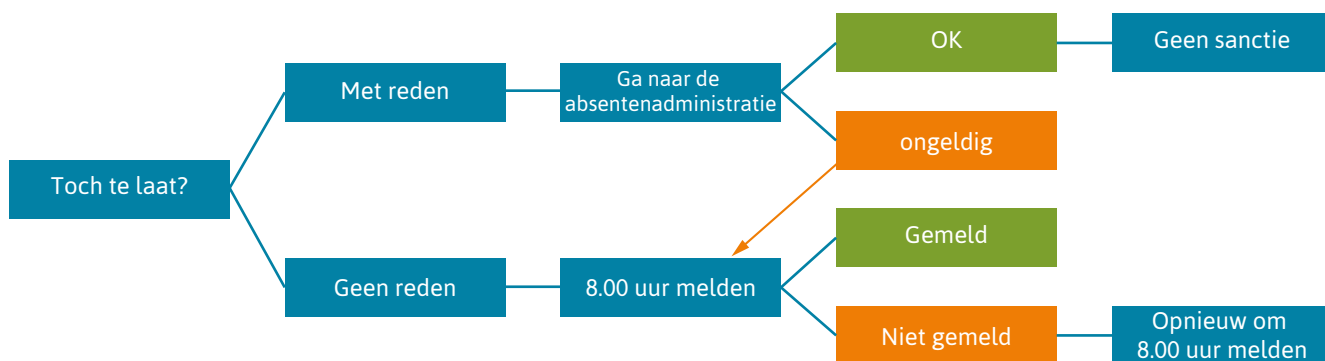 Toch te laat?
Met reden
Ga naar de
absentenadministratie
OK
Geen sanctie
ongeldig
Geen reden
8.00 uur melden
Gemeld
Niet gemeld
Opnieuw om
8.00 uur melden